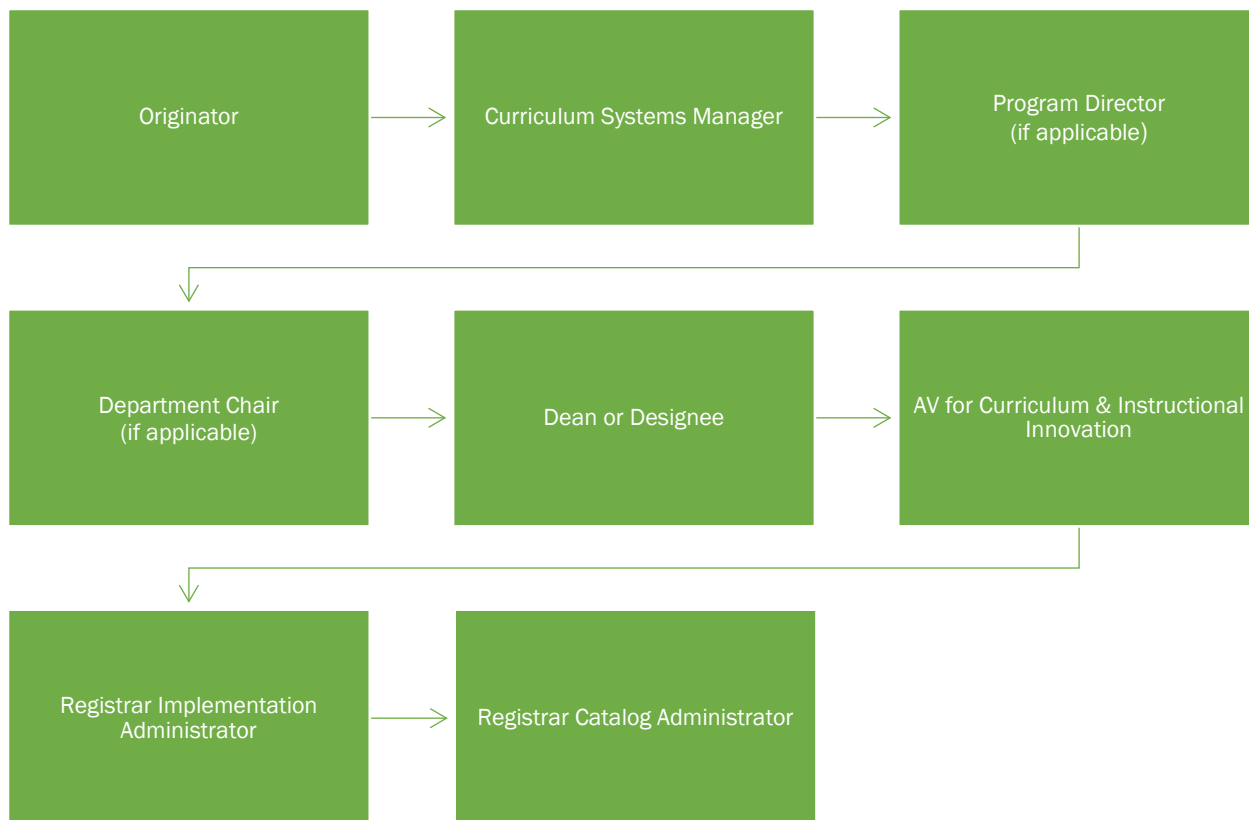 Originator
Curriculum Systems Manager
Program Director
(if applicable)
Department Chair
(if applicable)
Dean or Designee
AV for Curriculum & Instructional
Innovation
Registrar Implementation
Administrator
Registrar Catalog Administrator